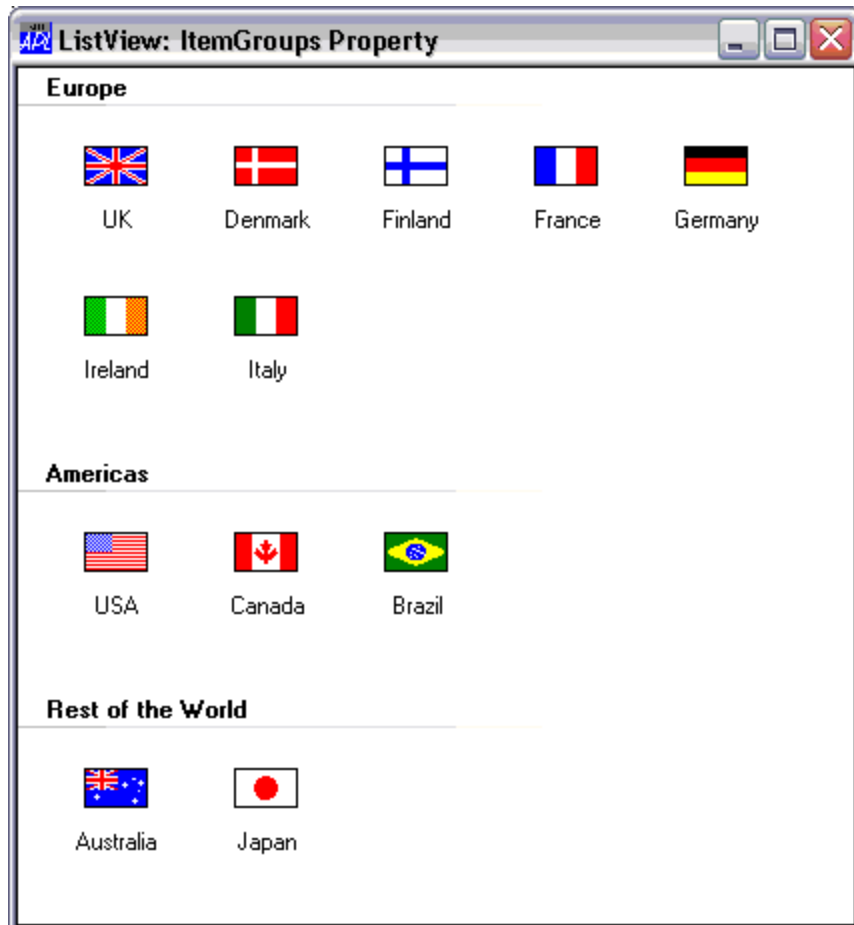 APL ListView: ItemGroups Property
Europe
UK Denmark Finland France Germany
Ireland Italy
Americas
USA Canada Brazil
Rest of the World
Australia Japan